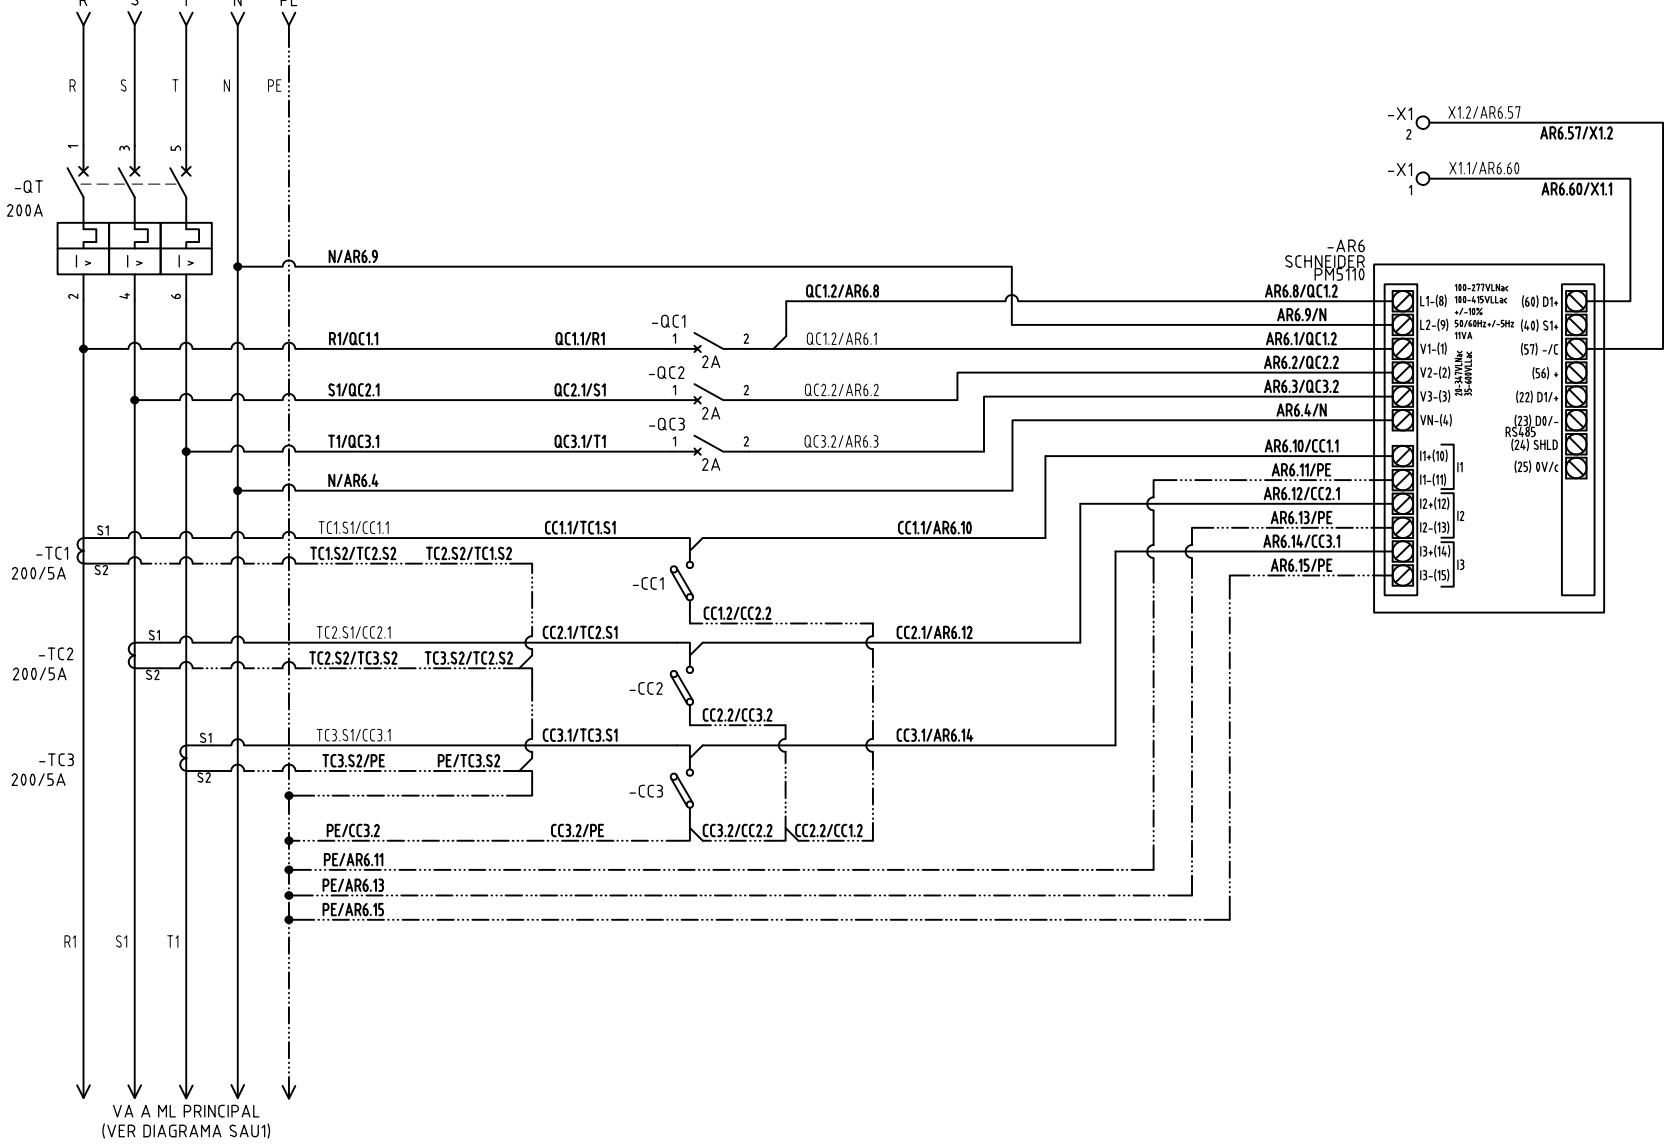 R S T N PE
R S T N PE
-X1 X1.2/AR6.57
2 AR6.57/X1.2
1 3 5
-X1 X1.1/AR6.60
1 AR6.60/X1.1
-QT
200A
I> I> I>
2 4 6
N/AR6.9
-AR6
SCHNEIDER
PM5110
QC1.2/AR6.8 AR6.8/QC1.2
AR6.9/N
-QC1
R1/QC1.1 QC1.1/R1 1 2 QC1.2/AR6.1 AR6.1/QC1.2
2A
AR6.2/QC2.2
-QC2
S1/QC2.1 QC2.1/S1 1 2 QC2.2/AR6.2 AR6.3/QC3.2
2A
AR6.4/N
-QC3
T1/QC3.1 QC3.1/T1 1 2 QC3.2/AR6.3
2A
N/AR6.4
L1-(8)
L2-(9)
V1-(1)
V2-(2)
V3-(3)
VN-(4)
I1+(10)
I1-(11)
I1
I2+(12)
I2-(13)
I2
I3+(14)
I3-(15)
I3
100-277VLNac
100-415VLLac
+/-10%
50/60Hz+/-5Hz
11VA
20-347VLNac
35-600VLLac
(60) D1+
(40) S1+
(57) -/C
(56) +
(22) D1/+
(23) D0/-
RS485
(24) SHLD
(25) 0V/c
AR6.10/CC1.1
AR6.11/PE
AR6.12/CC2.1
AR6.13/PE
AR6.14/CC3.1
AR6.15/PE
S1 TC1.S1/CC1.1 CC1.1/TC1.S1 CC1.1/AR6.10
-TC1
200/5A
S2 TC1.S2/TC2.S2 TC2.S2/TC1.S2
-CC1
CC1.2/CC2.2
S1 TC2.S1/CC2.1 CC2.1/TC2.S1 CC2.1/AR6.12
-TC2
200/5A
S2 TC2.S2/TC3.S2 TC3.S2/TC2.S2
-CC2
CC2.2/CC3.2
S1 TC3.S1/CC3.1 CC3.1/TC3.S1 CC3.1/AR6.14
-TC3
200/5A
S2 TC3.S2/PE PE/TC3.S2
-CC3
PE/CC3.2 CC3.2/PE CC3.2/CC2.2 CC2.2/CC1.2
PE/AR6.11
PE/AR6.13
PE/AR6.15
R1 S1 T1
VA A ML PRINCIPAL
(VER DIAGRAMA SAU1)